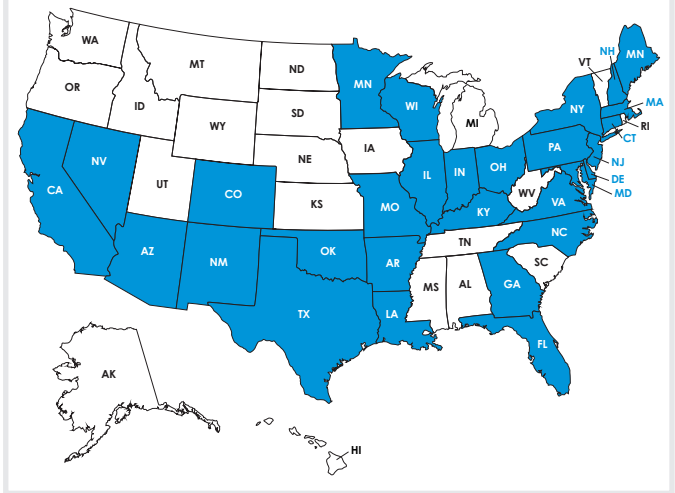 WA
MT
ND
MN
OR
ID
WY
SD
WI
MI
VT
NH
MN
NY
MA
RI
CT
NV
CA
UT
CO
NE
IA
KS
MO
IL
IN
OH
PA
NJ
DE
MD
WV
VA
KY
NC
TN
SC
AZ
NM
OK
AR
TX
LA
MS
AL
GA
FL
AK
HI